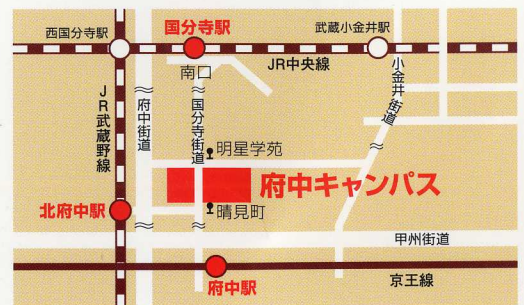 国分寺駅
西国分寺駅
武蔵小金井駅
南口
JR中央線
小金井街道
JR武蔵野線
府中街道
国分寺街道
明星学苑
府中キャンパス
北府中駅
晴見町
甲州街道
京王線
府中駅